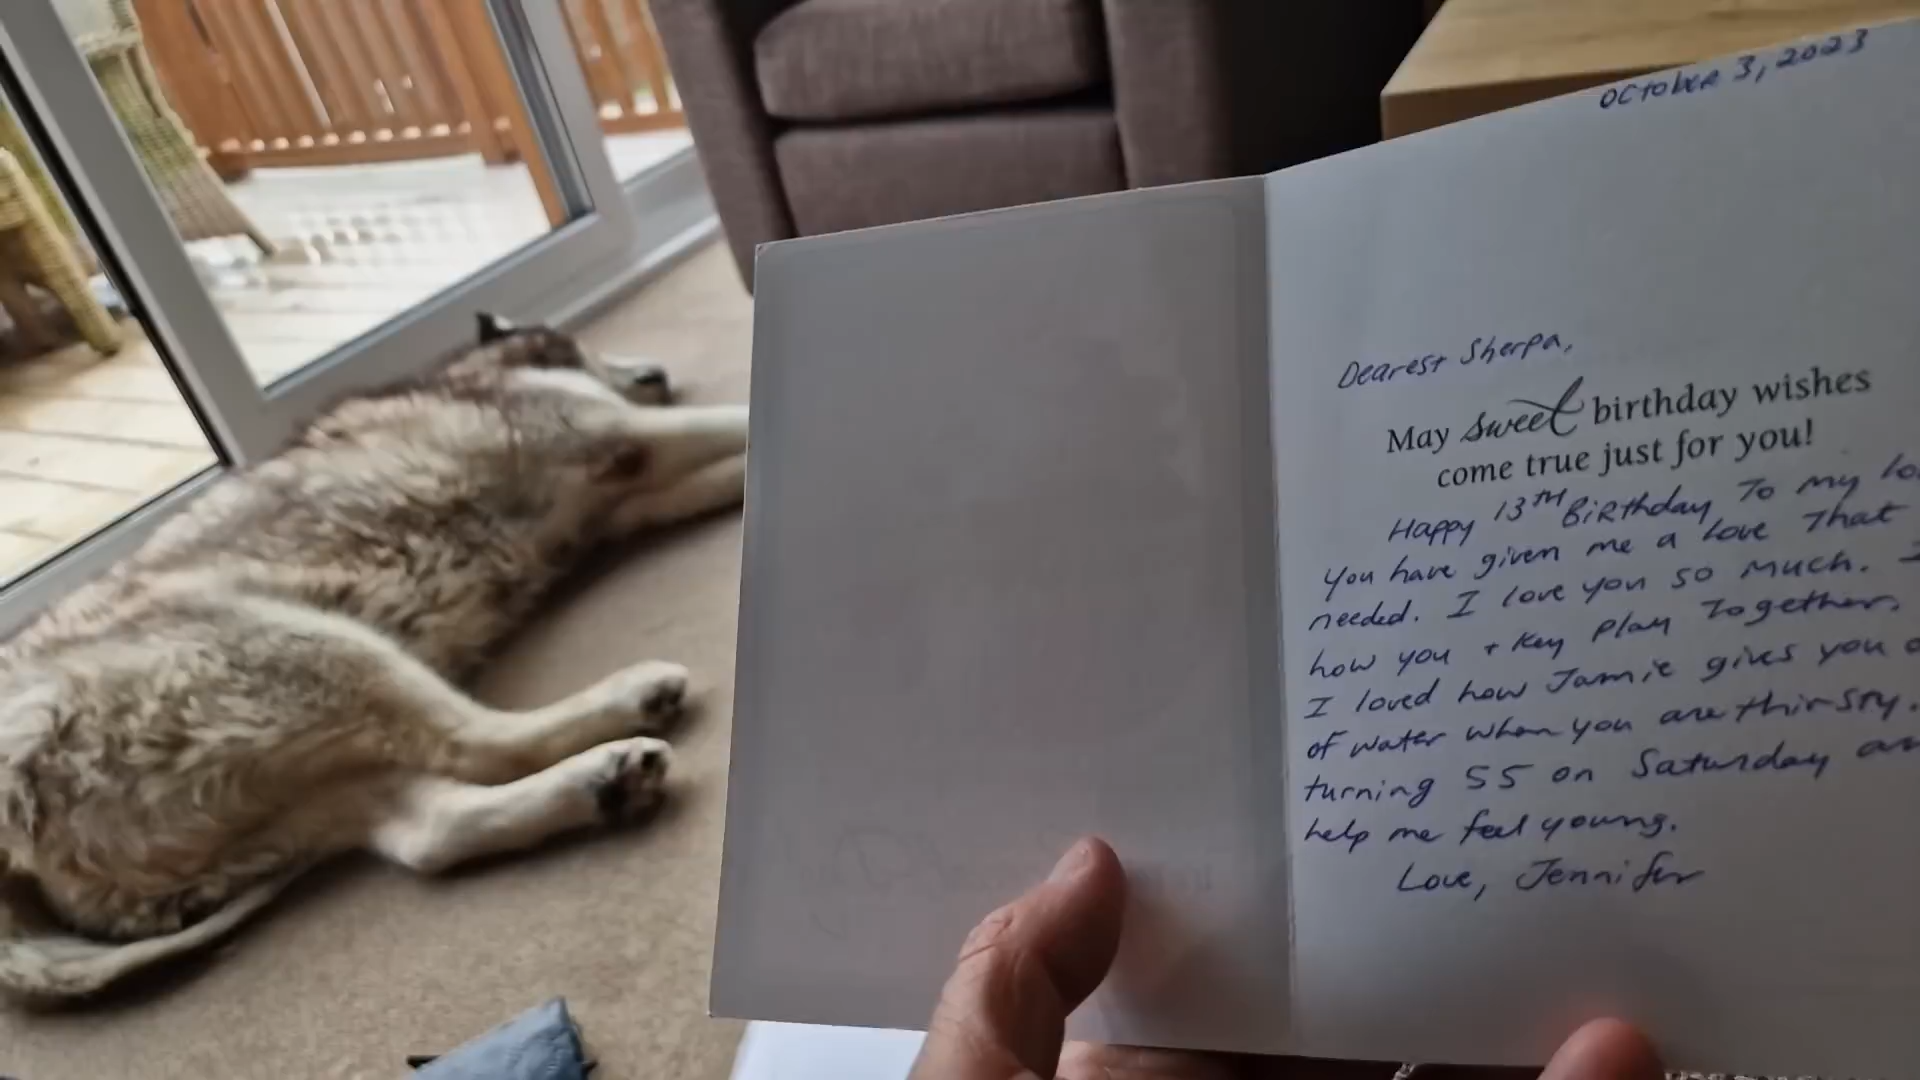 October 3, 2023
Dearest Sherpa,
May sweet birthday wishes
come true just for you!
Happy 13TH Birthday To my
You have given me a love That
needed. I love you so much. I
how you + Key play Together.
I loved how Jamie gives you
of water when you are thirsty.
turning 55 on Saturday
help me feel young.
Love, Jennifer